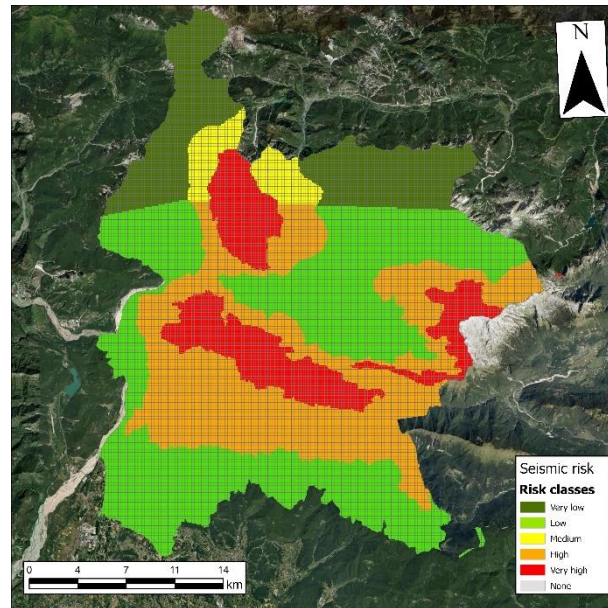 N
Seismic risk
Risk classes
Very low
Low
Medium
High
Very high
None
0 4 7 11 14
km